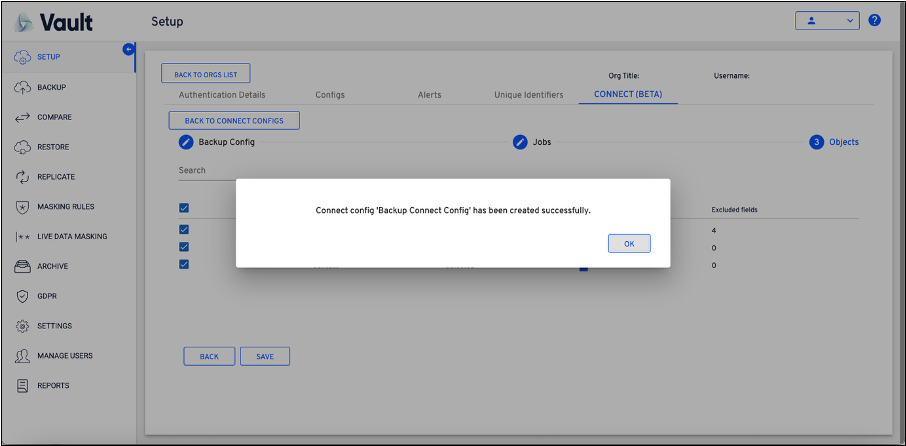 Vault
Setup
?
SETUP
BACKUP
COMPARE
RESTORE
REPLICATE
MASKING RULES
LIVE DATA MASKING
ARCHIVE
GDPR
SETTINGS
MANAGE USERS
REPORTS
BACK TO ORGS LIST
Org Title: Username:
Authentication Details Configs Alerts Unique Identifiers CONNECT (BETA)
BACK TO CONNECT CONFIGS
Backup Config Jobs 3 Objects
Search
Connect config 'Backup Connect Config' has been created successfully.
OK
Excluded fields
4
0
0
BACK SAVE